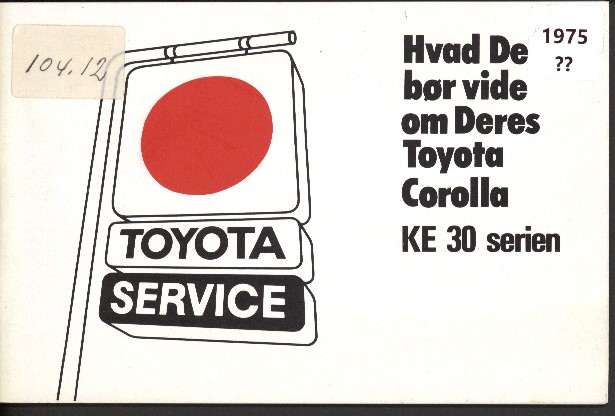 104.12
1975
??
Hvad De
bør vide
om Deres
Toyota
Corolla
KE 30 serien
TOYOTA
SERVICE